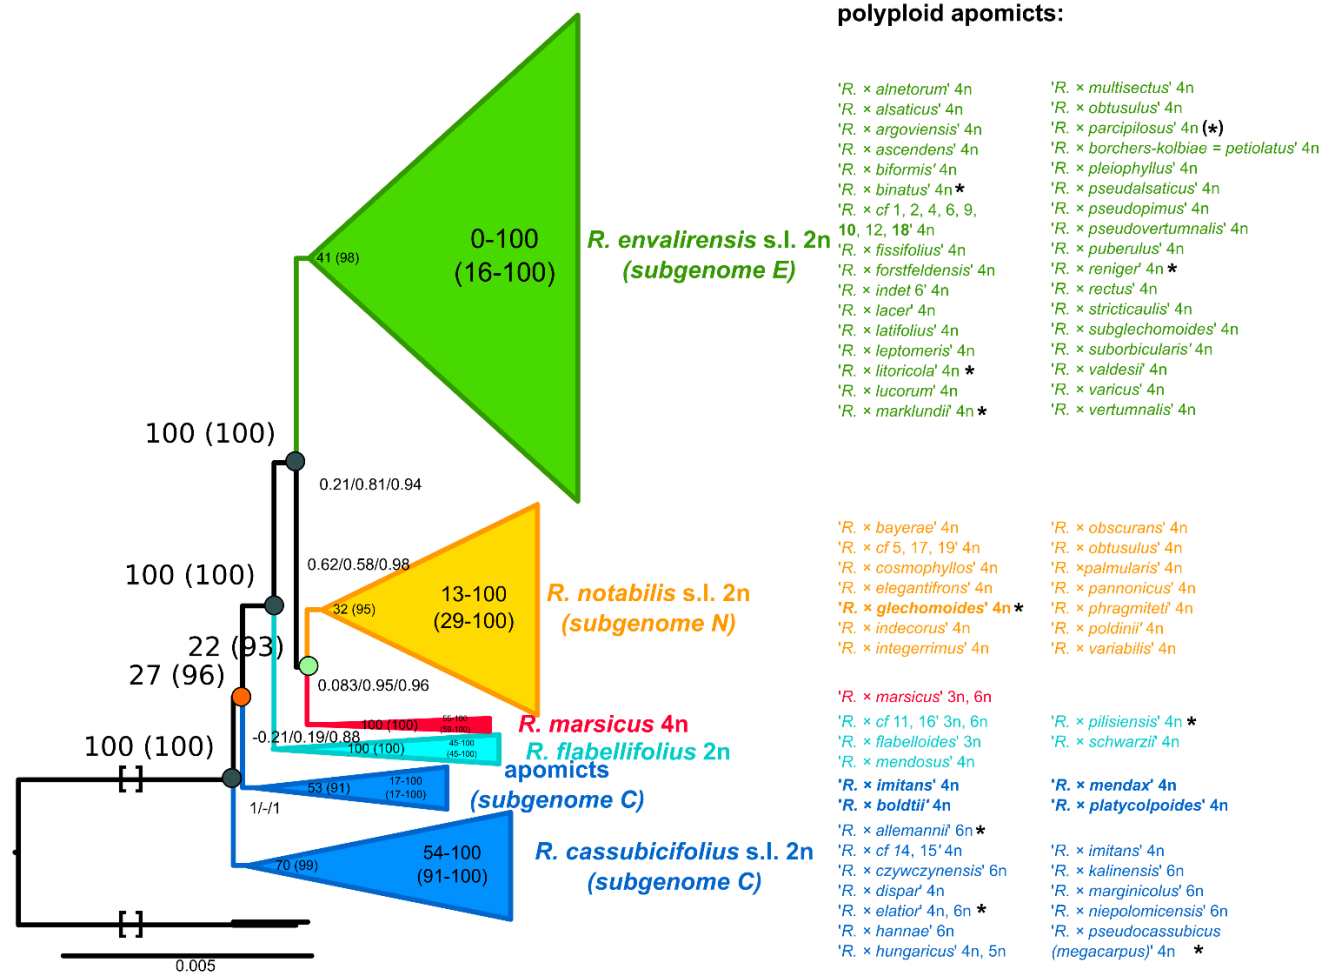 polyploid apomicts:
'R. × alnetorum' 4n
'R. × alsaticus' 4n
'R. × argoviensis' 4n
'R. × ascendens' 4n
'R. × biformis' 4n
'R. × binatus' 4n *
'R. × cf 1, 2, 4, 6, 9,
10, 12, 18' 4n
'R. × fissifolius' 4n
'R. × forstfeldensis' 4n
'R. × indet 6' 4n
'R. × lacer' 4n
'R. × latifolius' 4n
'R. × leptomeris' 4n
'R. × litoricola' 4n *
'R. × lucorum' 4n
'R. × marklundii' 4n *
'R. × multisectus' 4n
'R. × obtusulus' 4n
'R. × parcipilosus' 4n (*)
'R. × borchers-kolbiae = petiolatus' 4n
'R. × pleiophyllus' 4n
'R. × pseudalsaticus' 4n
'R. × pseudopimus' 4n
'R. × pseudovertumnalis' 4n
'R. × puberulus' 4n
'R. × reniger' 4n *
'R. × rectus' 4n
'R. × stricticaulis' 4n
'R. × subglechomoides' 4n
'R. × suborbicularis' 4n
'R. × valdesii' 4n
'R. × varicus' 4n
'R. × vertumnalis' 4n
0-100
(16-100)
41 (98)
R. envalirensis s.l. 2n
(subgenome E)
100 (100)
0.21/0.81/0.94
0.62/0.58/0.98
100 (100)
32 (95)
13-100
(29-100)
R. notabilis s.l. 2n
(subgenome N)
'R. × bayerae' 4n
'R. × cf 5, 17, 19' 4n
'R. × cosmophyllos' 4n
'R. × elegantifrons' 4n
'R. × glechomoides' 4n *
'R. × indecorus' 4n
'R. × integerrimus' 4n
'R. × obscurans' 4n
'R. × obtusulus' 4n
'R. ×palmularis' 4n
'R. × pannonicus' 4n
'R. × phragmiteti' 4n
'R. × poldinii' 4n
'R. × variabilis' 4n
22 (93)
27 (96)
0.083/0.95/0.96
100 (100)
55-100
(59-100)
R. marsicus 4n
'R. × marsicus' 3n, 6n
-0.21/0.19/0.88
100 (100)
45-100
(45-100)
R. flabellifolius 2n
'R. × cf 11, 16' 3n, 6n
'R. × flabelloides' 3n
'R. × mendosus' 4n
'R. × pilisiensis' 4n *
'R. × schwarzii' 4n
100 (100)
1/-/1
53 (91)
17-100
(17-100)
apomicts
(subgenome C)
'R. × imitans' 4n
'R. × boldtii' 4n
'R. × mendax' 4n
'R. × platycolpoides' 4n
70 (99)
54-100
(91-100)
R. cassubicifolius s.l. 2n
(subgenome C)
'R. × allemannii' 6n *
'R. × cf 14, 15' 4n
'R. × czywczynensis' 6n
'R. × dispar' 4n
'R. × elatior' 4n, 6n *
'R. × hannae' 6n
'R. × hungaricus' 4n, 5n
'R. × imitans' 4n
'R. × kalinensis' 6n
'R. × marginicolus' 6n
'R. × niepolomicensis' 6n
'R. × pseudocassubicus
(megacarpus)' 4n *
0.005